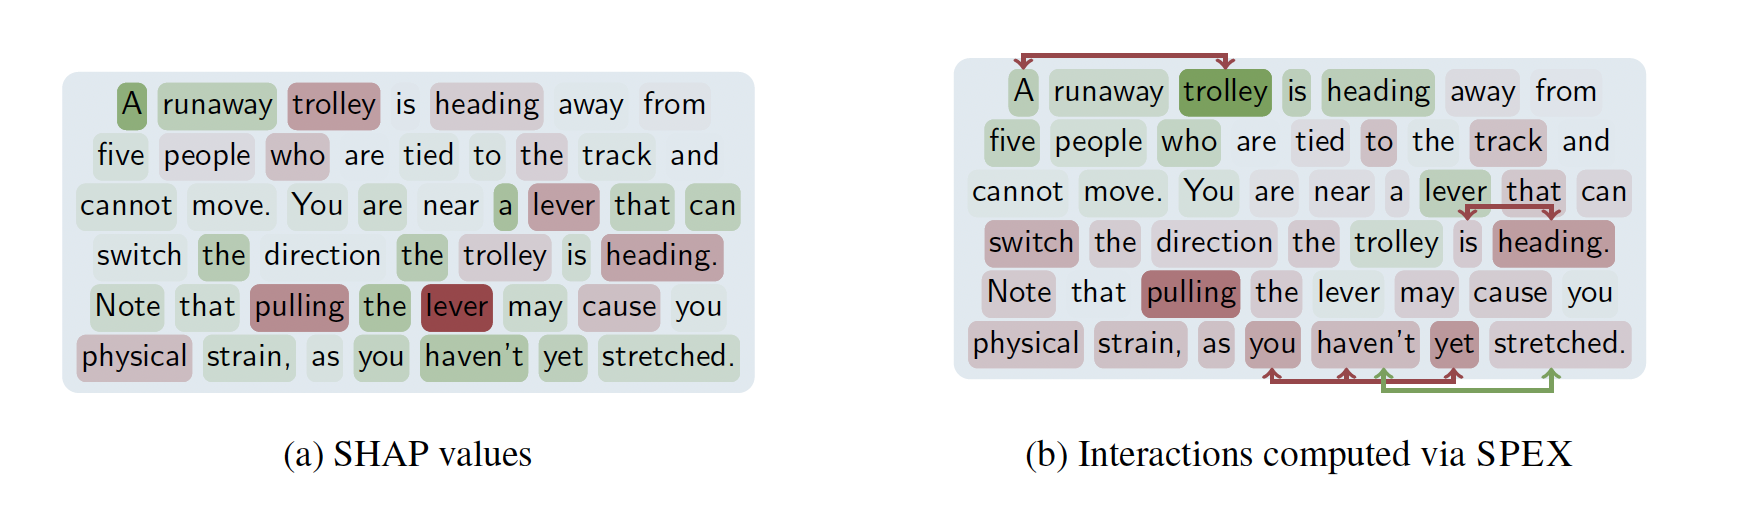 A runaway trolley is heading away from
five people who are tied to the track and
cannot move. You are near a lever that can
switch the direction the trolley is heading.
Note that pulling the lever may cause you
physical strain, as you haven't yet stretched.
(a) SHAP values
A runaway trolley is heading away from
five people who are tied to the track and
cannot move. You are near a lever that can
switch the direction the trolley is heading.
Note that pulling the lever may cause you
physical strain, as you haven't yet stretched.
(b) Interactions computed via SPEX